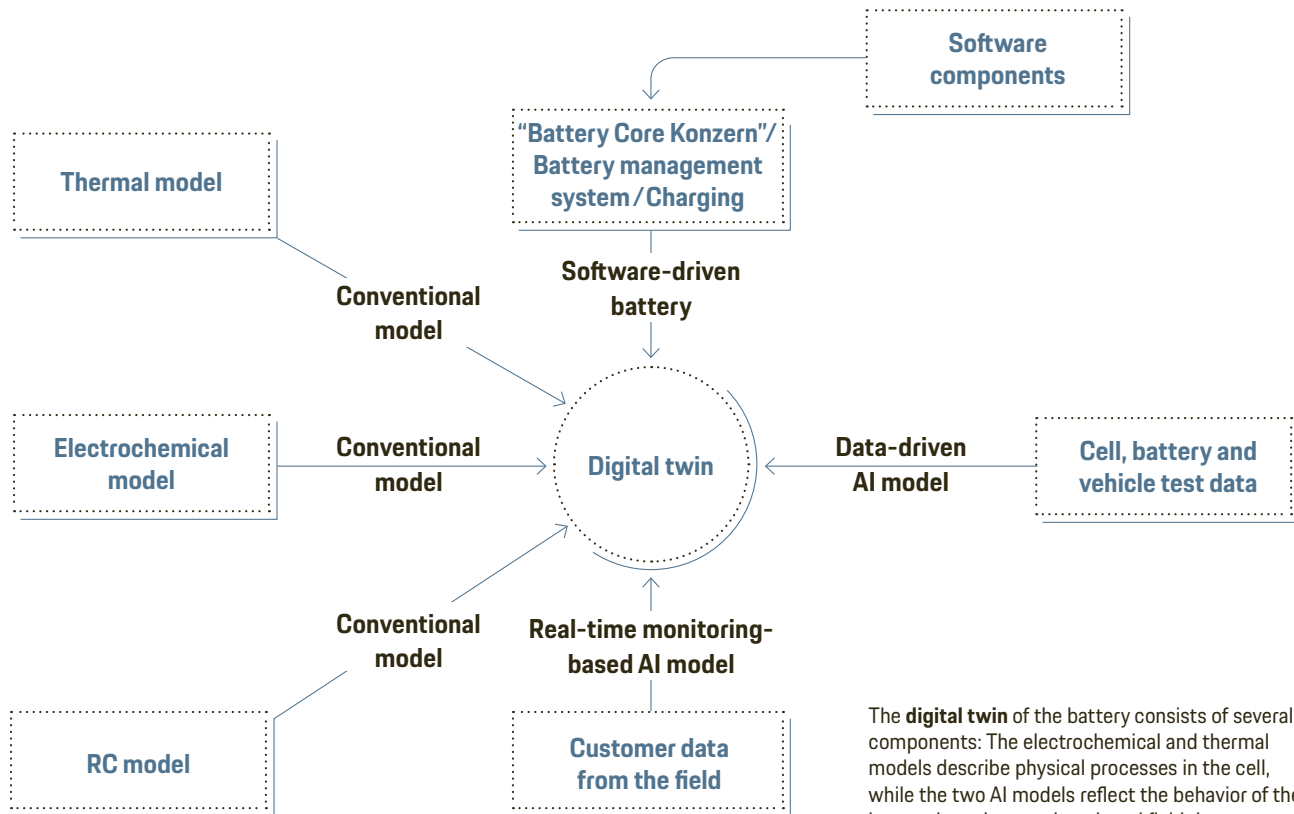 Software
components
"Battery Core Konzern"/
Battery management
system/Charging
Thermal model
Software-driven
battery
Conventional
model
Electrochemical
model
Conventional
model
Digital twin
Data-driven
AI model
Cell, battery and
vehicle test data
Conventional
model
Real-time monitoring-
based AI model
RC model
Customer data
from the field
The digital twin of the battery consists of several
components: The electrochemical and thermal
models describe physical processes in the cell,
while the two AI models reflect the behavior of the